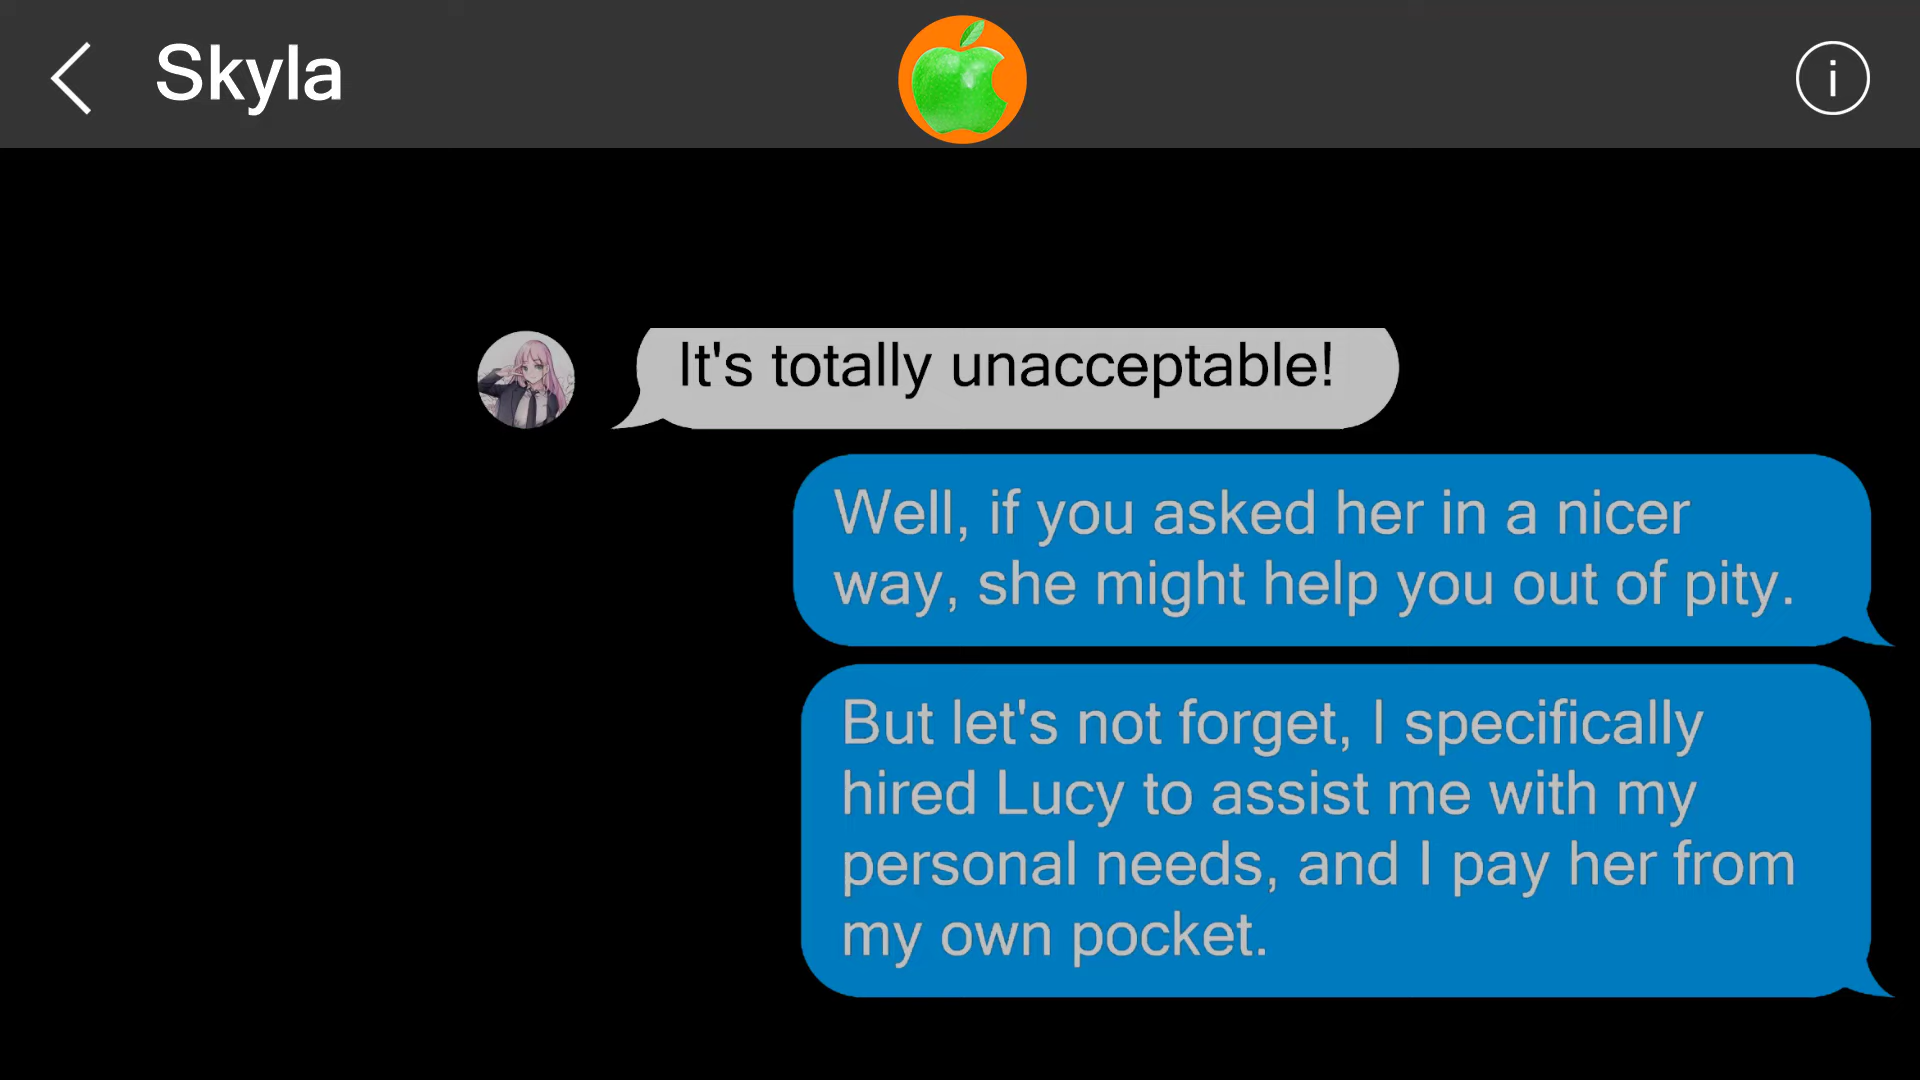 Skyla
i
It's totally unacceptable!
Well, if you asked her in a nicer
way, she might help you out of pity.
But let's not forget, I specifically
hired Lucy to assist me with my
personal needs, and I pay her from
my own pocket.